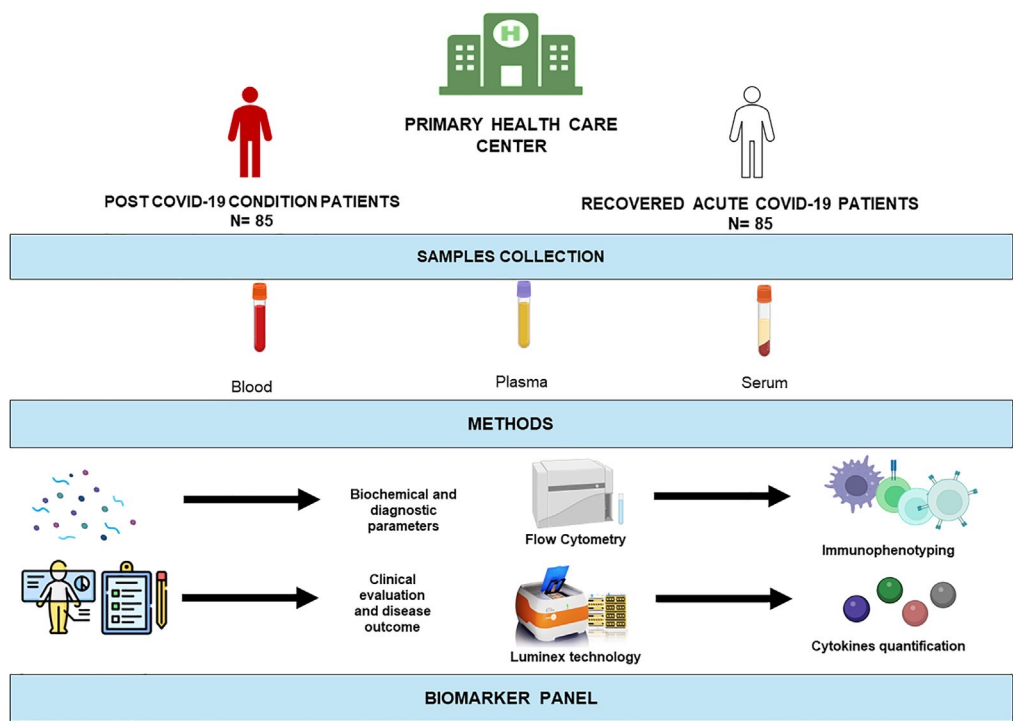 H
PRIMARY HEALTH CARE
CENTER
POST COVID-19 CONDITION PATIENTS
N= 85
RECOVERED ACUTE COVID-19 PATIENTS
N= 85
SAMPLES COLLECTION
Blood
Plasma
Serum
METHODS
Biochemical and
diagnostic
parameters
Flow Cytometry
Immunophenotyping
Clinical
evaluation
and disease
outcome
Luminex technology
Cytokines quantification
BIOMARKER PANEL